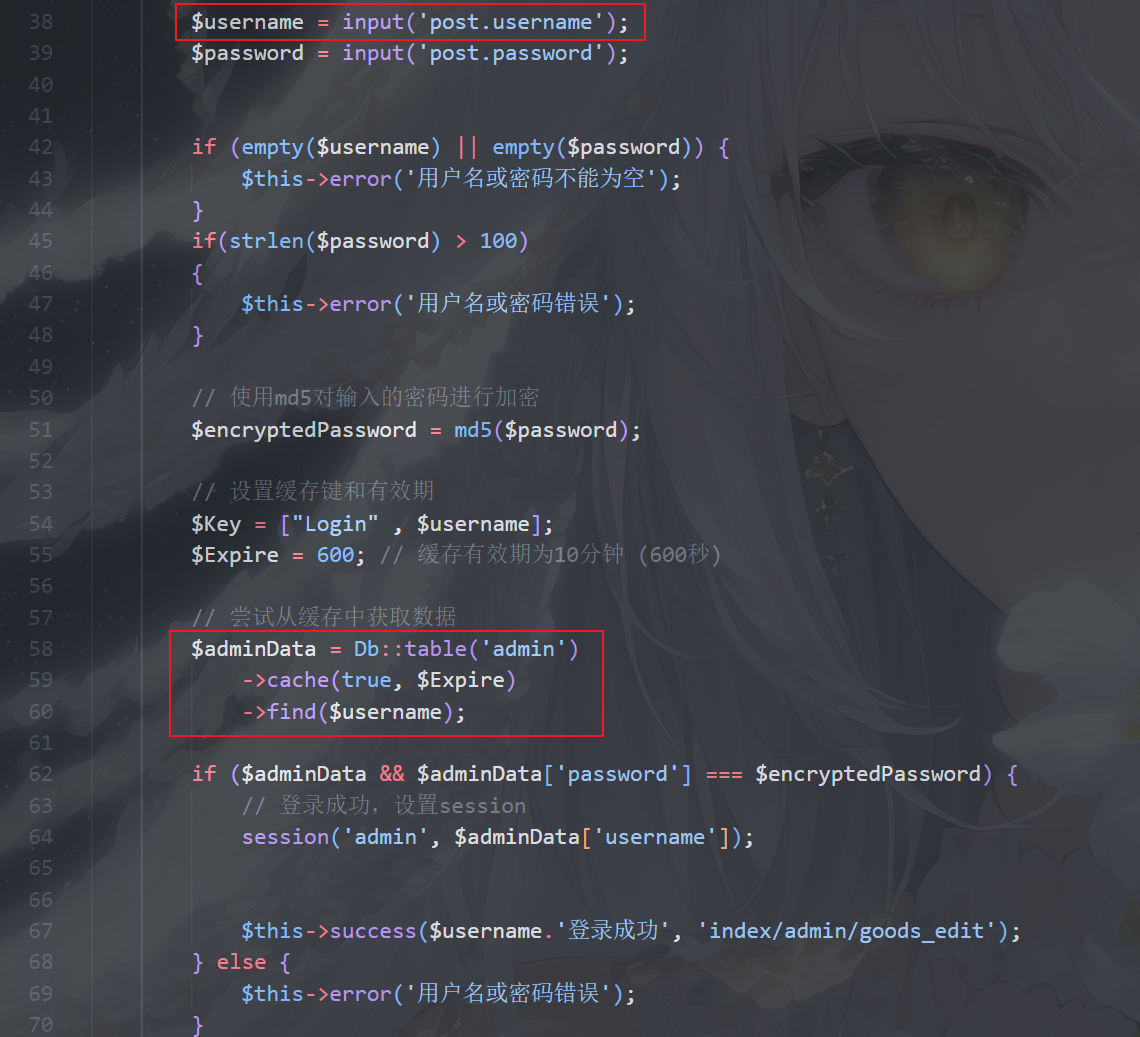 38 $username = input('post.username');
39 $password = input('post.password');
40
41
42 if (empty($username) || empty($password)) {
43 $this->error('用户名或密码不能为空');
44 }
45 if(strlen($password) > 100)
46 {
47 $this->error('用户名或密码错误');
48 }
49
50 // 使用md5对输入的密码进行加密
51 $encryptedPassword = md5($password);
52
53 // 设置缓存键和有效期
54 $Key = ["Login" , $username];
55 $Expire = 600; // 缓存有效期为10分钟 (600秒)
56
57 // 尝试从缓存中获取数据
58 $adminData = Db::table('admin')
59 ->cache(true, $Expire)
60 ->find($username);
61
62 if ($adminData && $adminData['password'] === $encryptedPassword) {
63 // 登录成功，设置session
64 session('admin', $adminData['username']);
65
66
67 $this->success($username.'登录成功', 'index/admin/goods_edit');
68 } else {
69 $this->error('用户名或密码错误');
70 }